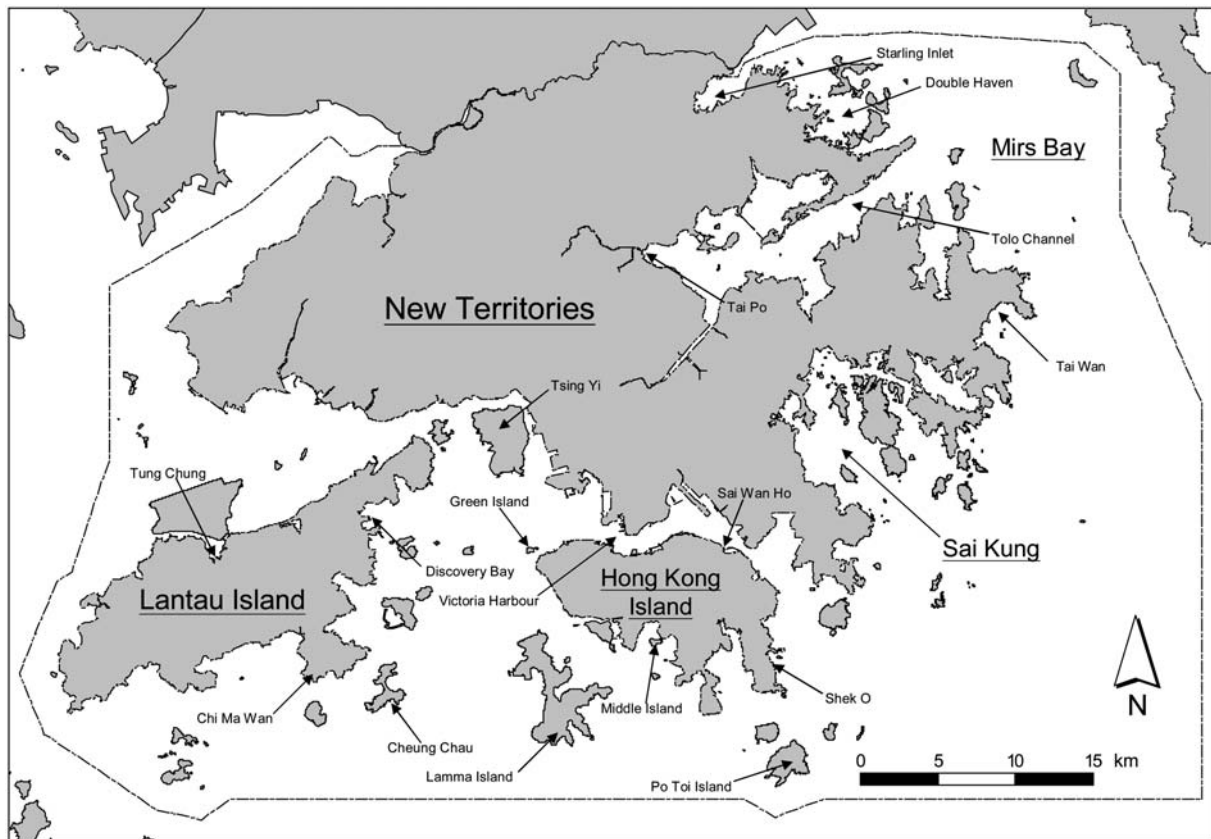 Starling Inlet
Double Haven
Mirs Bay
Tolo Channel
New Territories
Tai Po
Tai Wan
Tsing Yi
Tung Chung
Green Island
Sai Wan Ho
Sai Kung
Discovery Bay
Hong Kong
Island
Lantau Island
Victoria Harbour
Shek O
Middle Island
Chi Ma Wan
Cheung Chau
Lamma Island
Po Toi Island
N
0 5 10 15 km